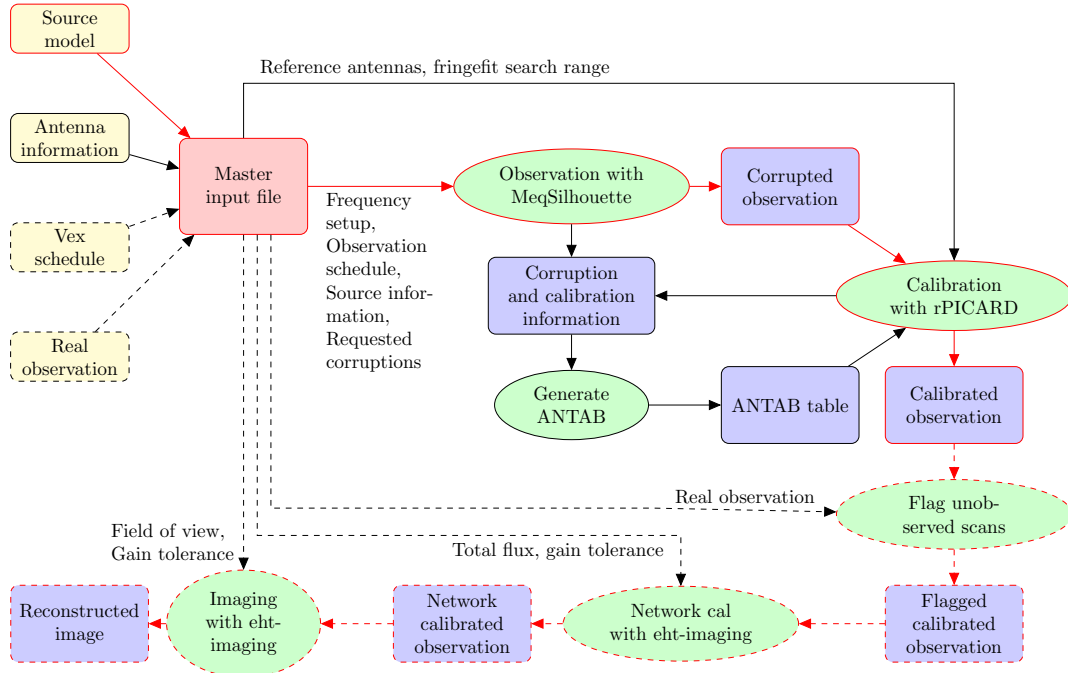 Source
model
Reference antennas, fringefit search range
Antenna
information
Master
input file
Observation with
MeqSilhouette
Corrupted
observation
Frequency
setup,
Observation
schedule,
Source infor-
mation,
Requested
corruptions
Vex
schedule
Corruption
and calibration
information
Calibration
with rPICARD
Real
observation
Generate
ANTAB
ANTAB table
Calibrated
observation
Real observation
Flag unob-
served scans
Field of view,
Gain tolerance
Total flux, gain tolerance
Reconstructed
image
Imaging
with eht-
imaging
Network
calibrated
observation
Network cal
with eht-imaging
Flagged
calibrated
observation